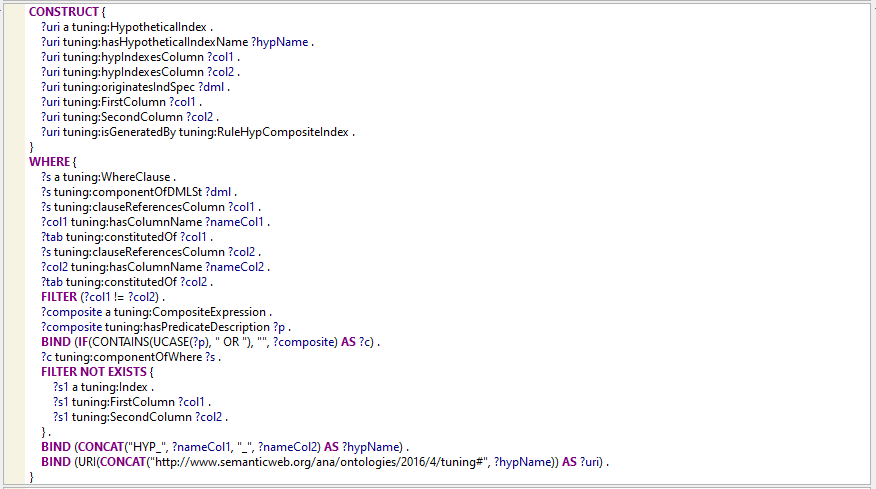 CONSTRUCT {
?uri a tuning:HypotheticalIndex .
?uri tuning:hasHypotheticalIndexName ?hypName .
?uri tuning:hypIndexesColumn ?col1 .
?uri tuning:hypIndexesColumn ?col2 .
?uri tuning:originatesIndSpec ?dml .
?uri tuning:FirstColumn ?col1 .
?uri tuning:SecondColumn ?col2 .
?uri tuning:isGeneratedBy tuning:RuleHypCompositeIndex .
}
WHERE {
?s a tuning:WhereClause .
?s tuning:componentOfDMLSt ?dml .
?s tuning:clauseReferencesColumn ?col1 .
?col1 tuning:hasColumnName ?nameCol1 .
?tab tuning:constitutedOf ?col1 .
?s tuning:clauseReferencesColumn ?col2 .
?col2 tuning:hasColumnName ?nameCol2 .
?tab tuning:constitutedOf ?col2 .
FILTER (?col1 != ?col2) .
?composite a tuning:CompositeExpression .
?composite tuning:hasPredicateDescription ?p .
BIND (IF(CONTAINS(UCASE(?p), " OR "), "", ?composite) AS ?c) .
?c tuning:componentOfWhere ?s .
FILTER NOT EXISTS {
?s1 a tuning:Index .
?s1 tuning:FirstColumn ?col1 .
?s1 tuning:SecondColumn ?col2 .
} .
BIND (CONCAT("HYP_", ?nameCol1, "_", ?nameCol2) AS ?hypName) .
BIND (URI(CONCAT("http://www.semanticweb.org/ana/ontologies/2016/4/tuning#", ?hypName)) AS ?uri) .
}